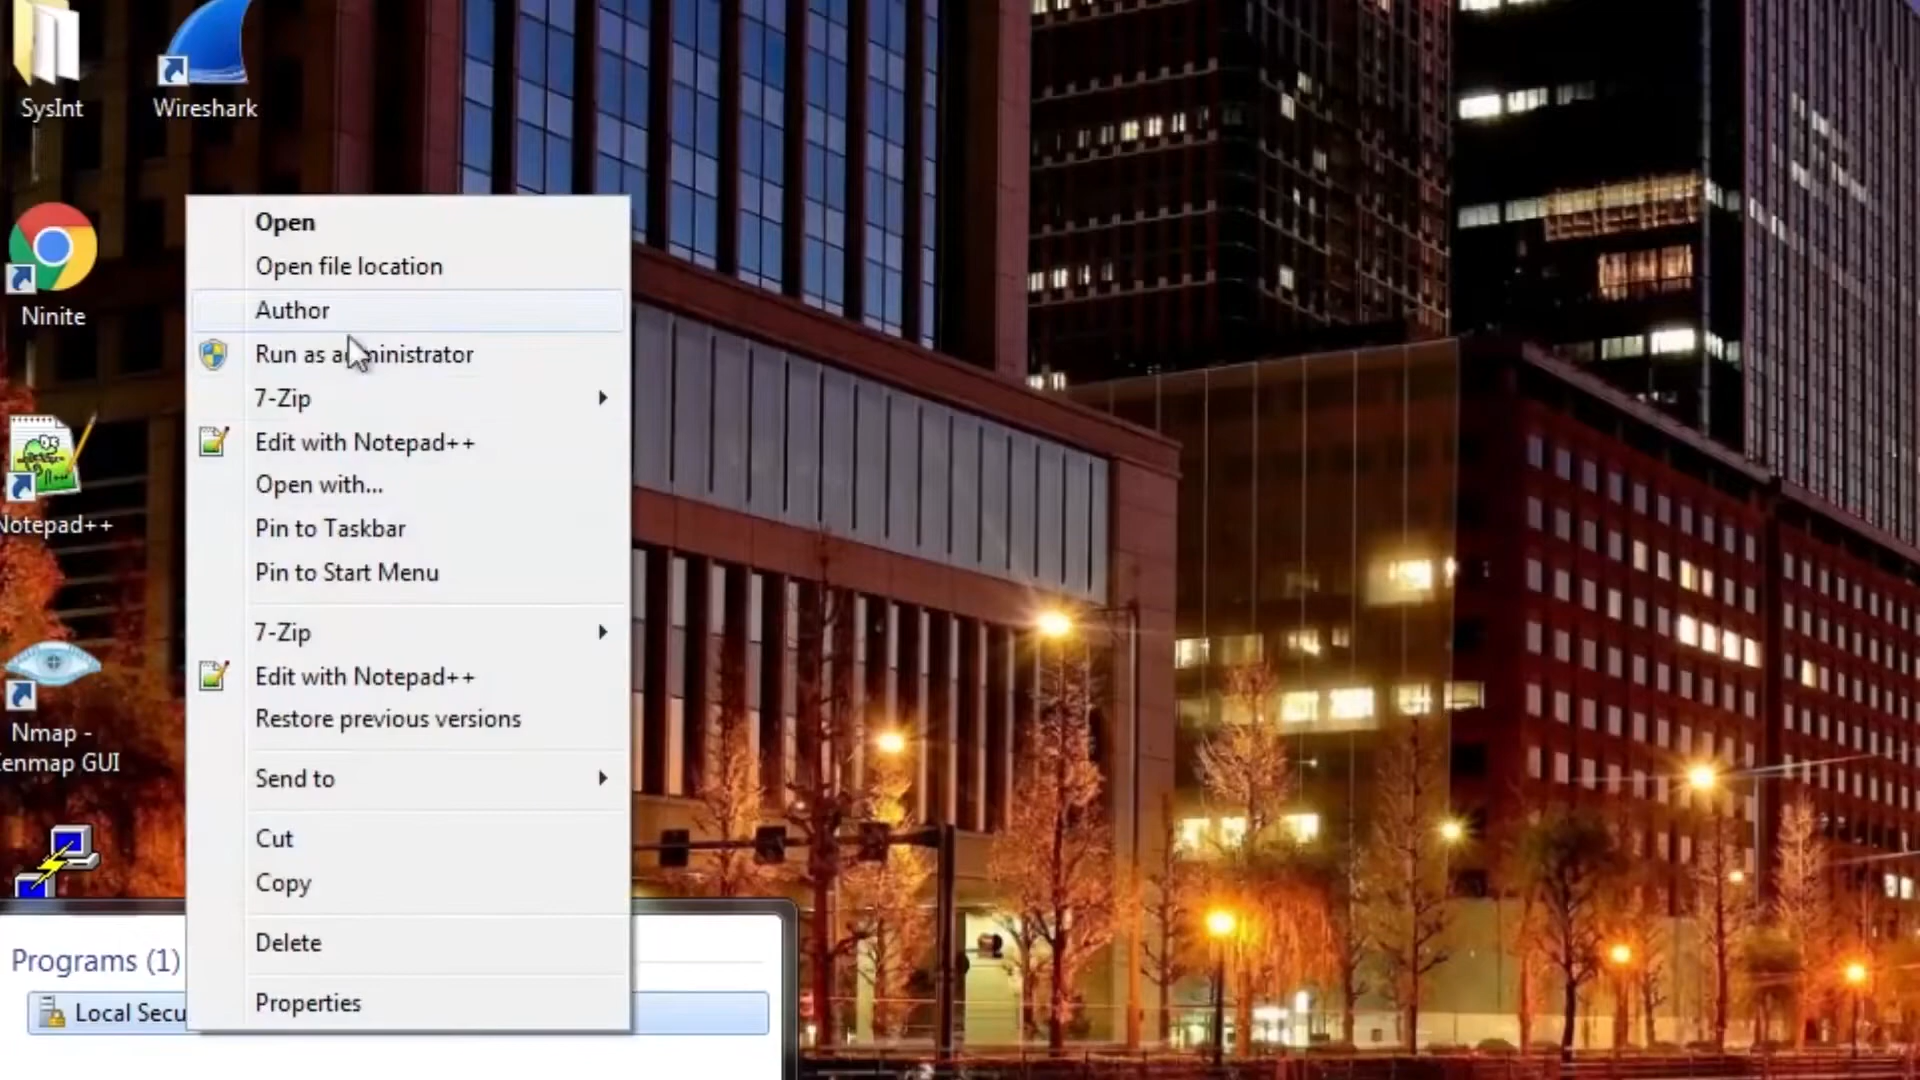 SysInt
Wireshark
Ninite
Notepad++
Nmap -
Zenmap GUI
Open
Open file location
Author
Run as administrator
7-Zip
Edit with Notepad++
Open with...
Pin to Taskbar
Pin to Start Menu
7-Zip
Edit with Notepad++
Restore previous versions
Send to
Cut
Copy
Delete
Properties
Programs (1)
Local Secu